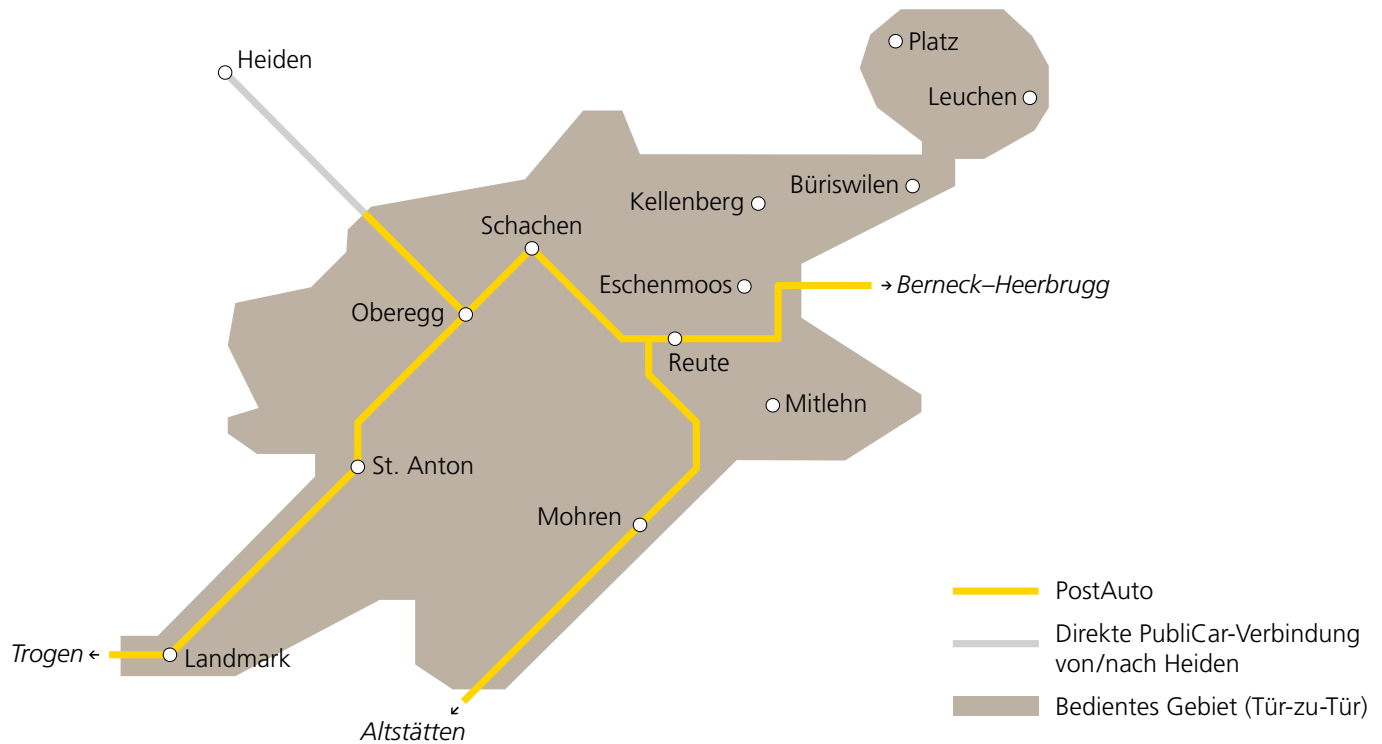 Platz
Heiden
Leuchen
Büriswilen
Kellenberg
Schachen
Eschenmoos
→ Berneck–Heerbrugg
Oberegg
Reute
Mitlehn
St. Anton
Mohren
PostAuto
Direkte PubliCar-Verbindung
von/nach Heiden
Trogen ←
Landmark
Bedientes Gebiet (Tür-zu-Tür)
↙
Altstätten